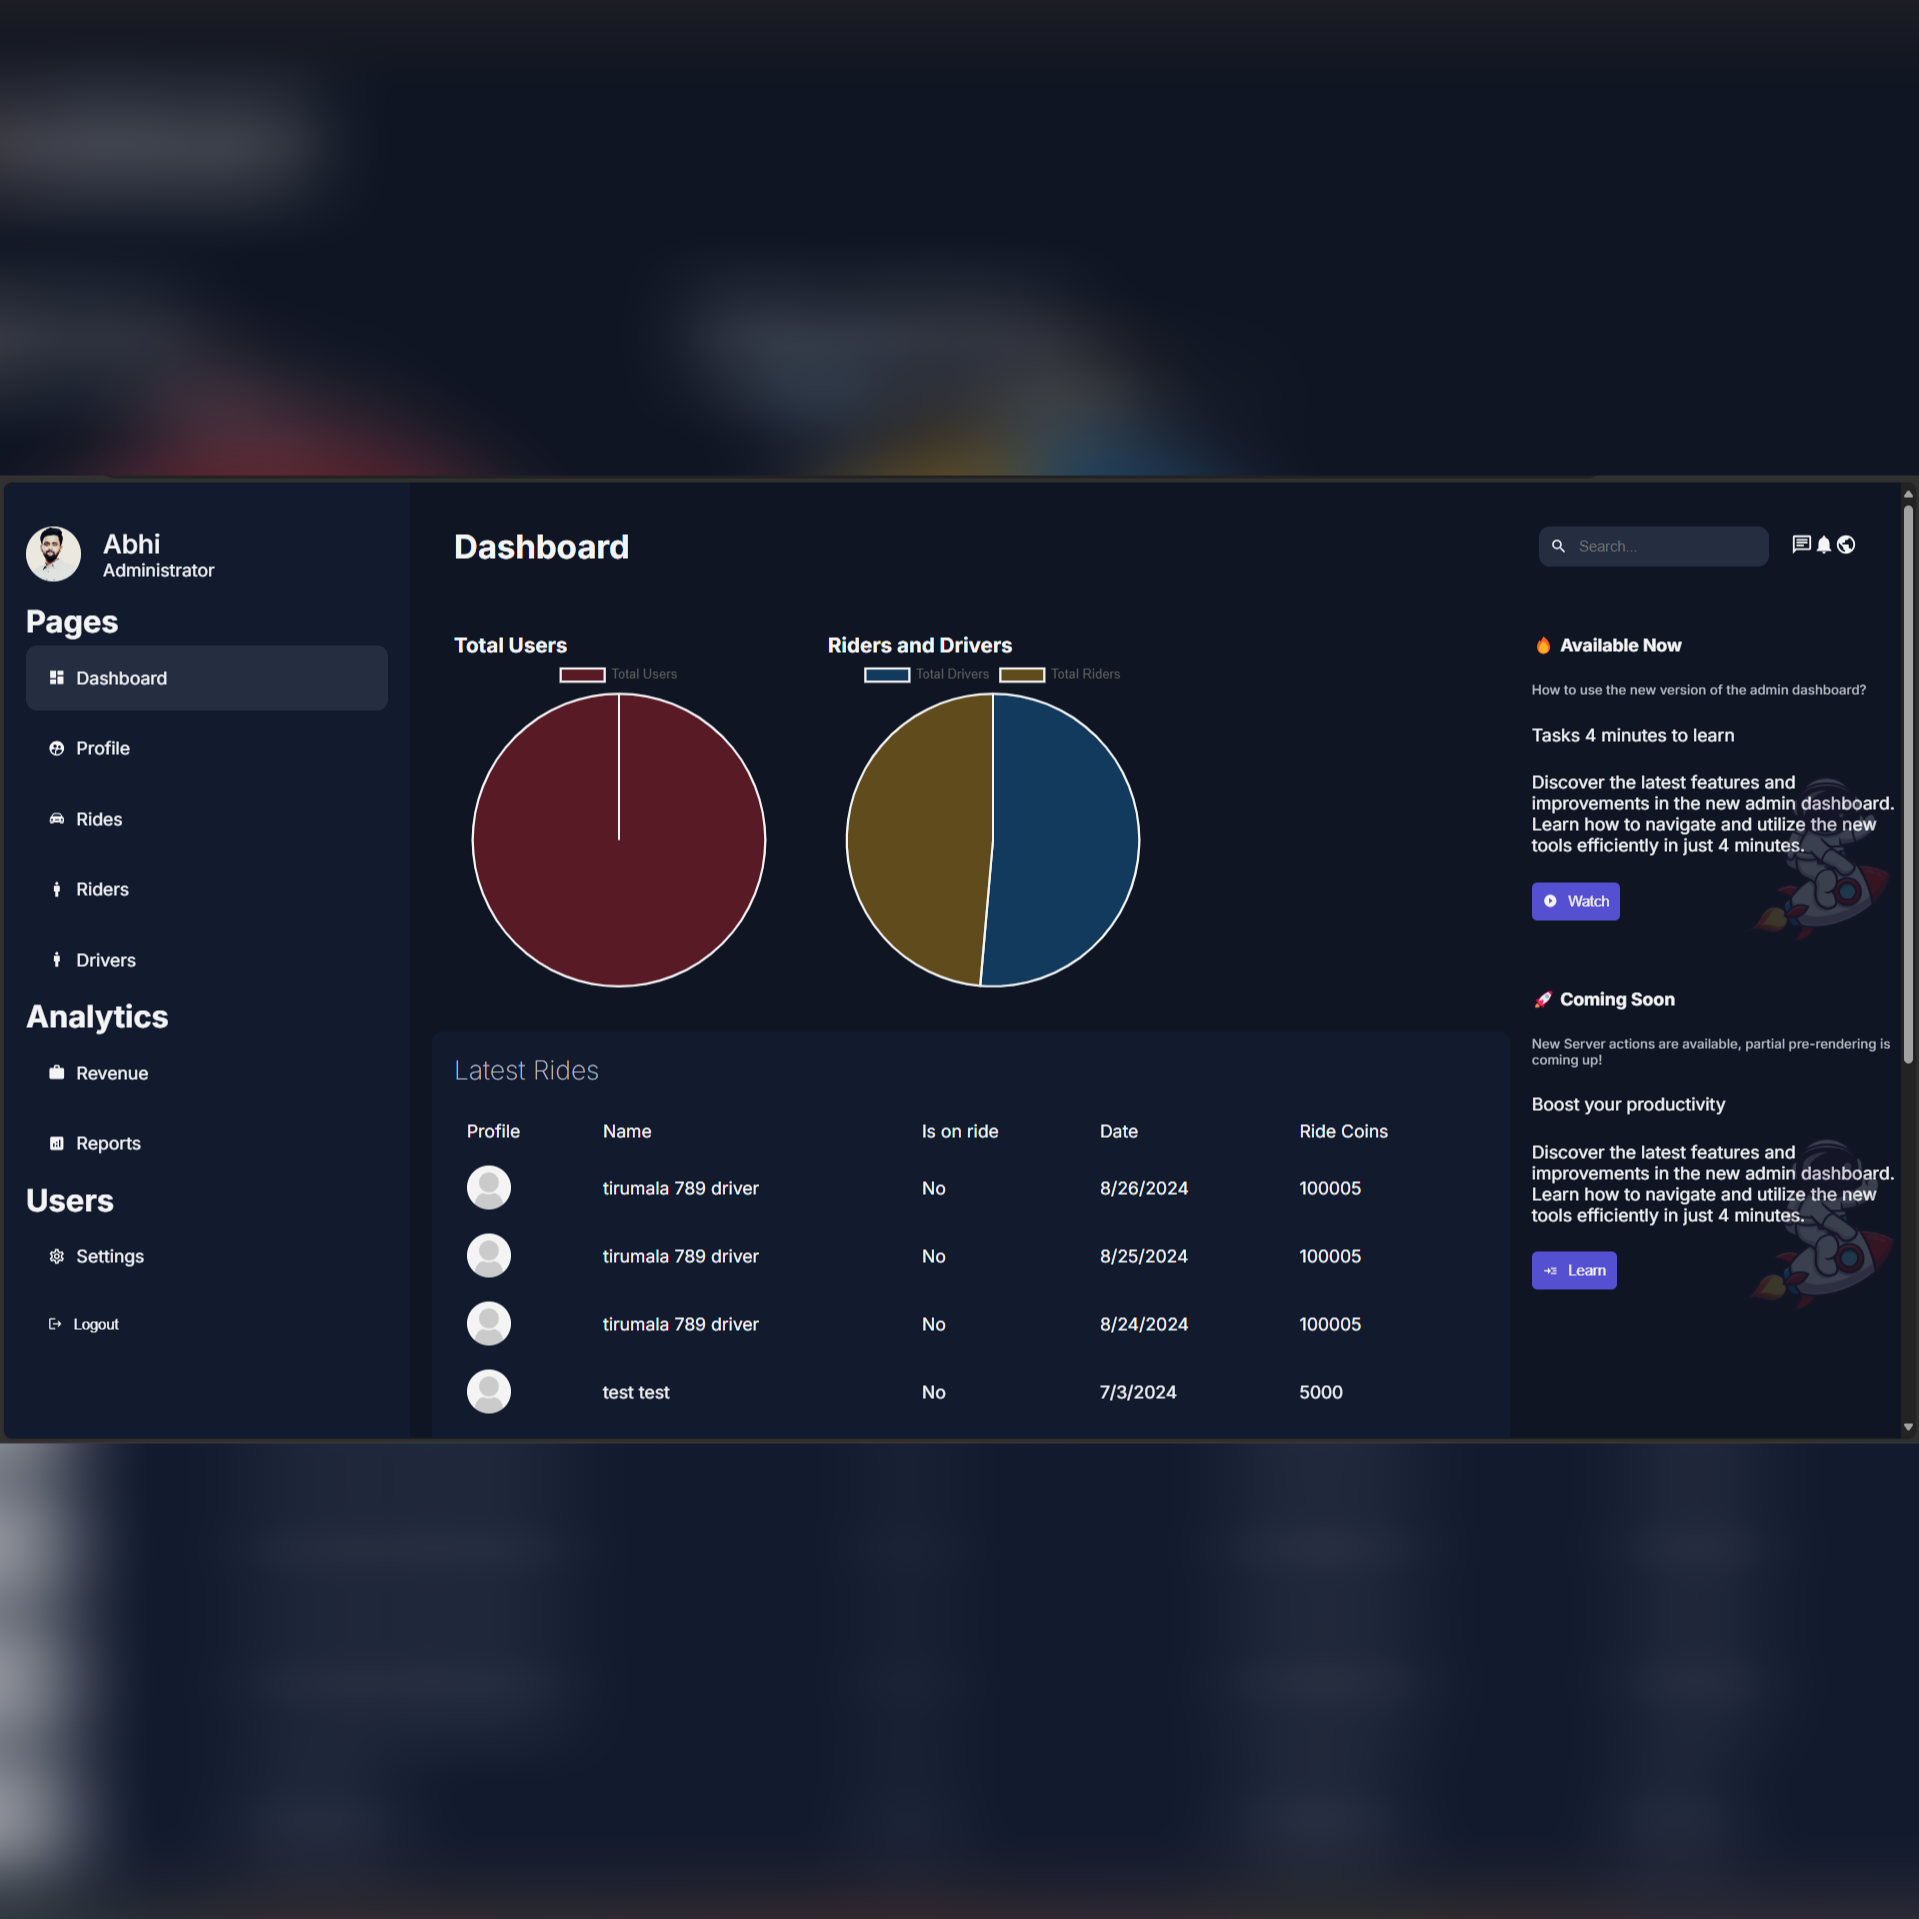 Abhi
Administrator
Pages
Dashboard
Profile
Rides
Riders
Drivers
Analytics
Revenue
Reports
Users
Settings
Logout
Dashboard
Search...
Total Users
Total Users
Riders and Drivers
Total Drivers Total Riders
Latest Rides
Profile Name Is on ride Date Ride Coins
tirumala 789 driver No 8/26/2024 100005
tirumala 789 driver No 8/25/2024 100005
tirumala 789 driver No 8/24/2024 100005
test test No 7/3/2024 5000
🔥 Available Now
How to use the new version of the admin dashboard?
Tasks 4 minutes to learn
Discover the latest features and
improvements in the new admin dashboard.
Learn how to navigate and utilize the new
tools efficiently in just 4 minutes.
Watch
🚀 Coming Soon
New Server actions are available, partial pre-rendering is
coming up!
Boost your productivity
Discover the latest features and
improvements in the new admin dashboard.
Learn how to navigate and utilize the new
tools efficiently in just 4 minutes.
Learn